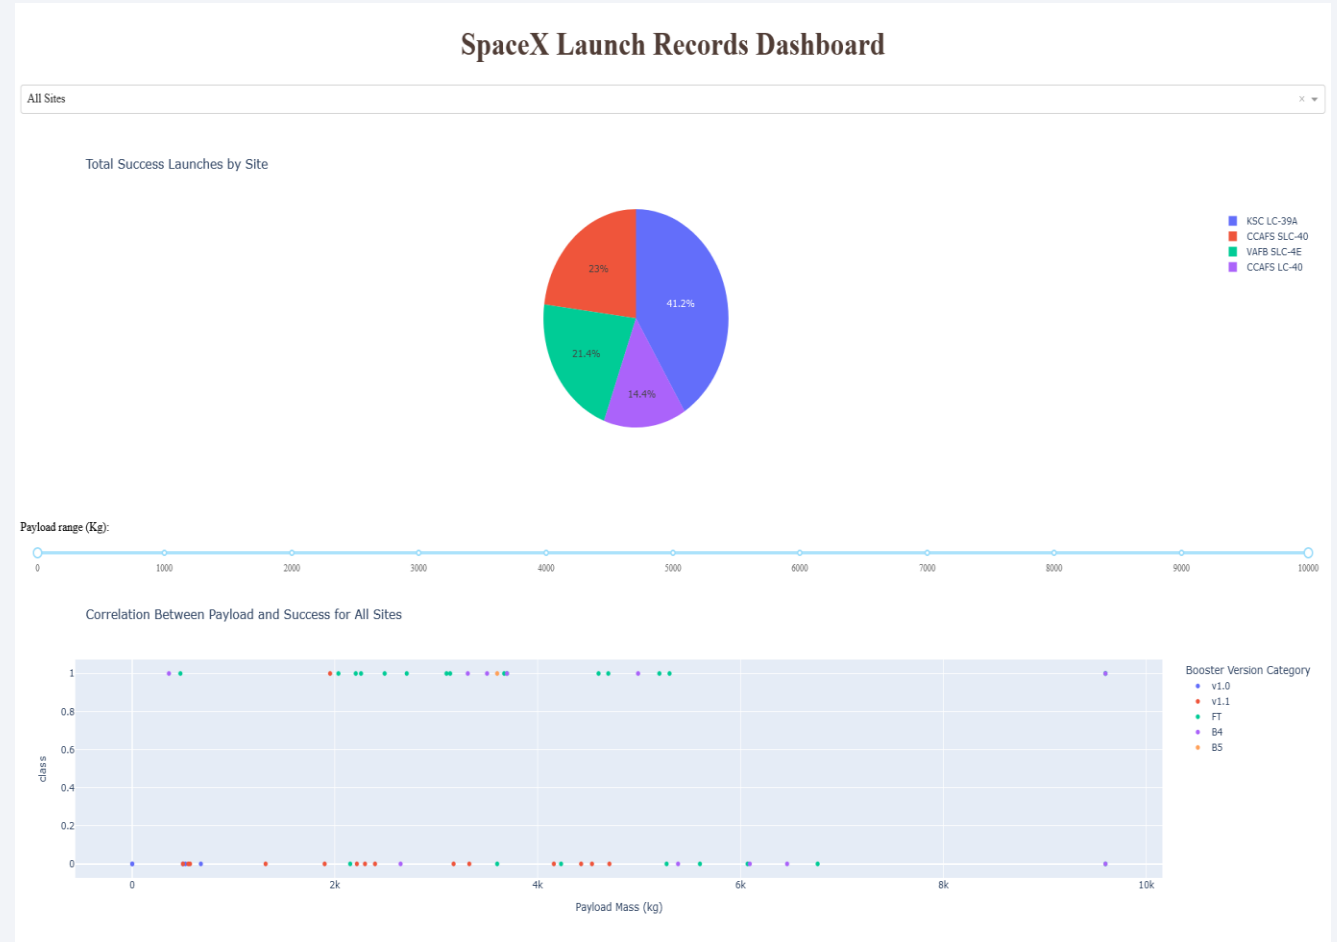 SpaceX Launch Records Dashboard
All Sites
×
Total Success Launches by Site
KSC LC-39A
CCAFS SLC-40
VAFB SLC-4E
CCAFS LC-40
23%
41.2%
21.4%
14.4%
Payload range (Kg):
0 1000 2000 3000 4000 5000 6000 7000 8000 9000 10000
Correlation Between Payload and Success for All Sites
Booster Version Category
v1.0
v1.1
FT
B4
B5
class
1
0.8
0.6
0.4
0.2
0
0 2k 4k 6k 8k 10k
Payload Mass (kg)